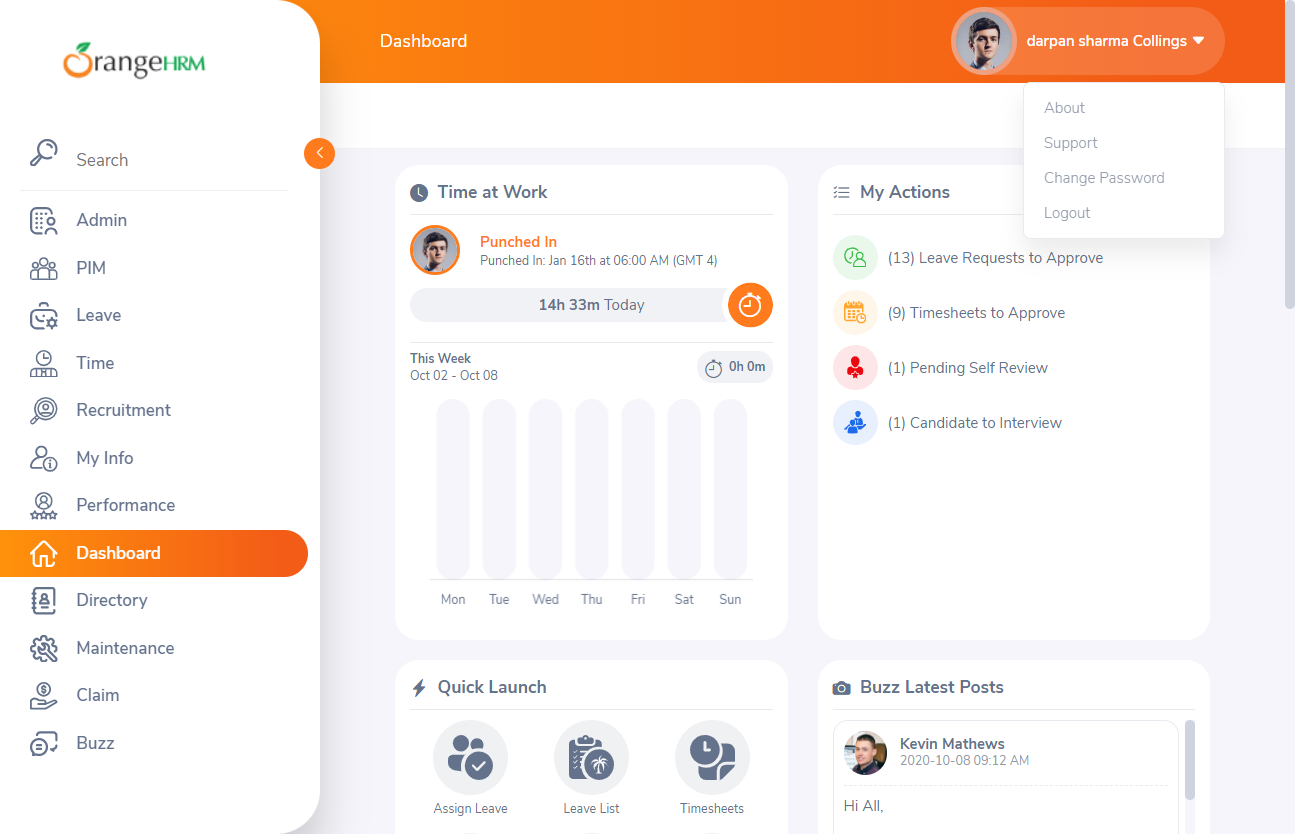 OrangeHRM
Search
Admin
PIM
Leave
Time
Recruitment
My Info
Performance
Dashboard
Directory
Maintenance
Claim
Buzz
Dashboard
darpan sharma Collings
About
Support
Change Password
Logout
Time at Work
Punched In
Punched In: Jan 16th at 06:00 AM (GMT 4)
14h 33m Today
This Week
Oct 02 - Oct 08
0h 0m
Mon Tue Wed Thu Fri Sat Sun
My Actions
(13) Leave Requests to Approve
(9) Timesheets to Approve
(1) Pending Self Review
(1) Candidate to Interview
Quick Launch
Assign Leave
Leave List
Timesheets
Buzz Latest Posts
Kevin Mathews
2020-10-08 09:12 AM
Hi All,